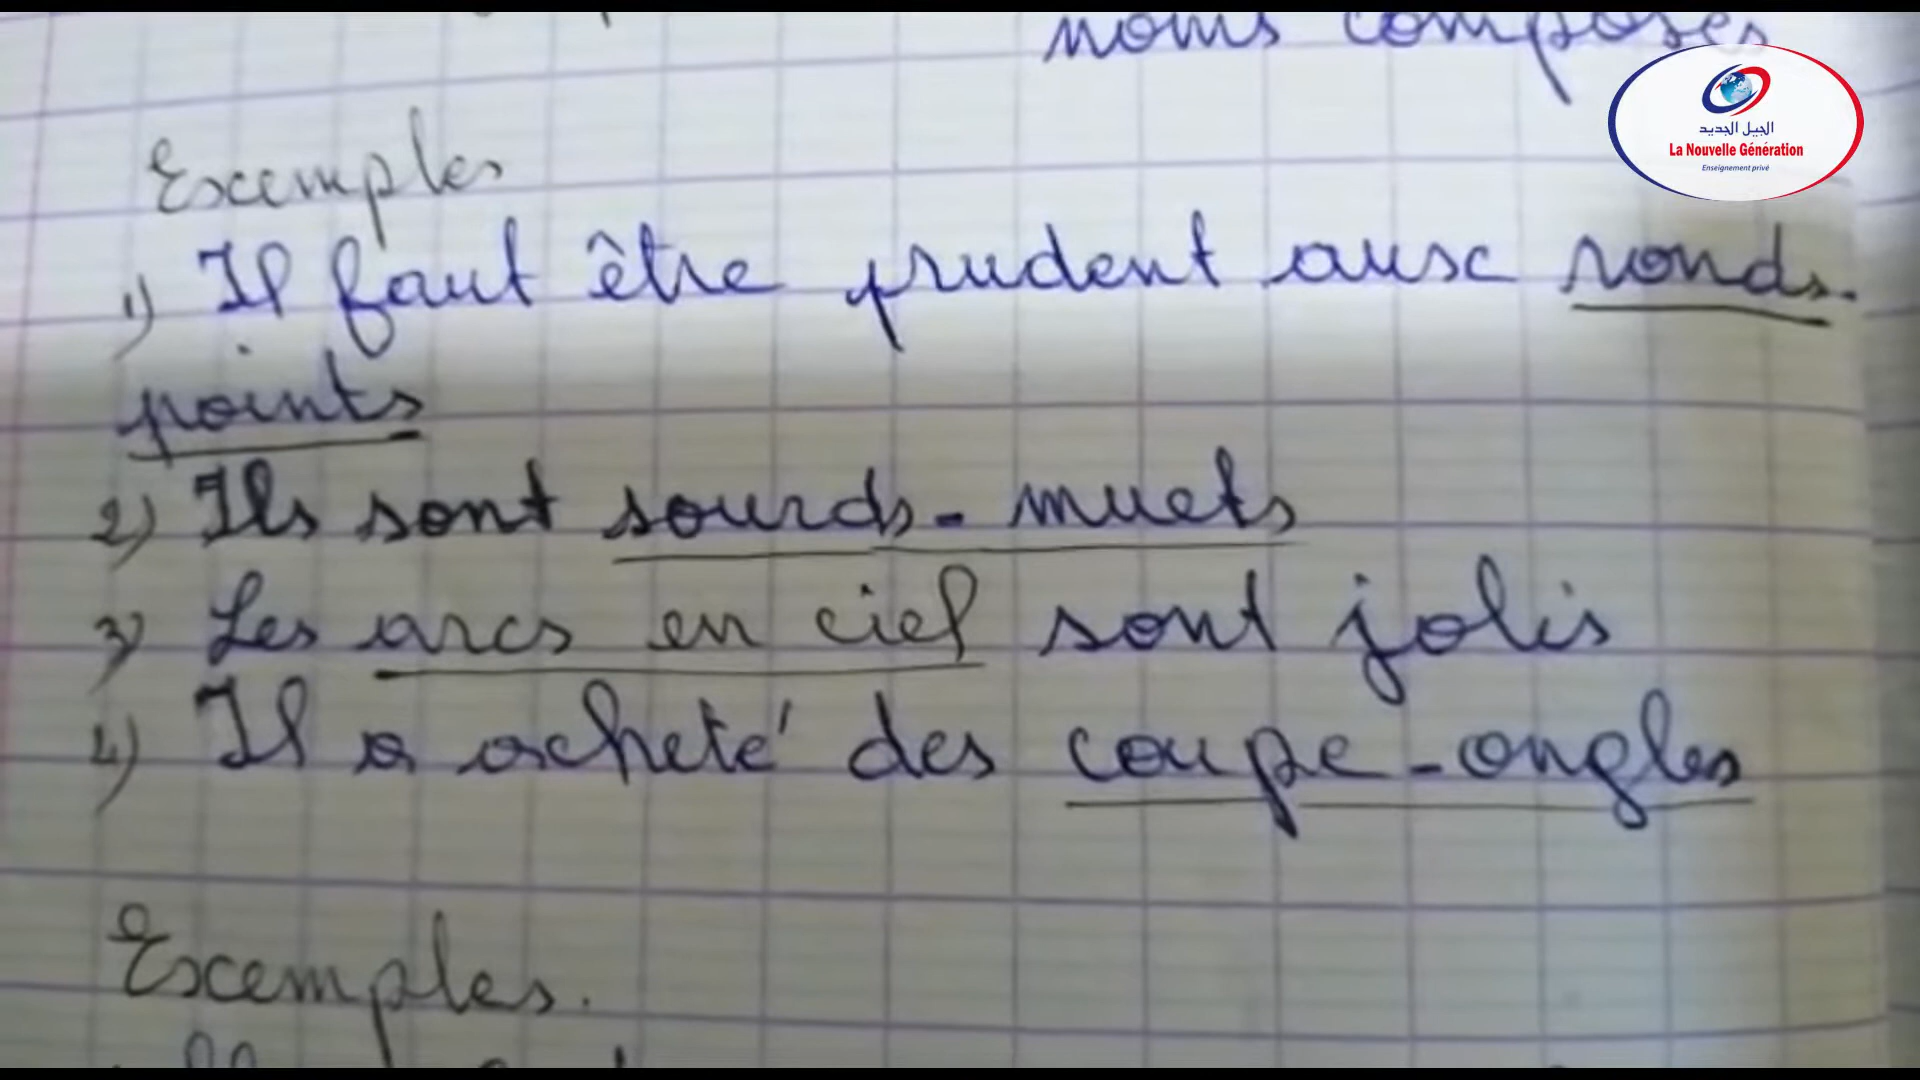 noms composés
الجيل الجديد
La Nouvelle Génération
Enseignement privé
Exemples
1) Il faut être prudent aux ronds-
points
2) Ils sont sourds-muets
3) Les arcs en ciel sont jolis
4) Il a acheté des coupe-ongles
Exemples.